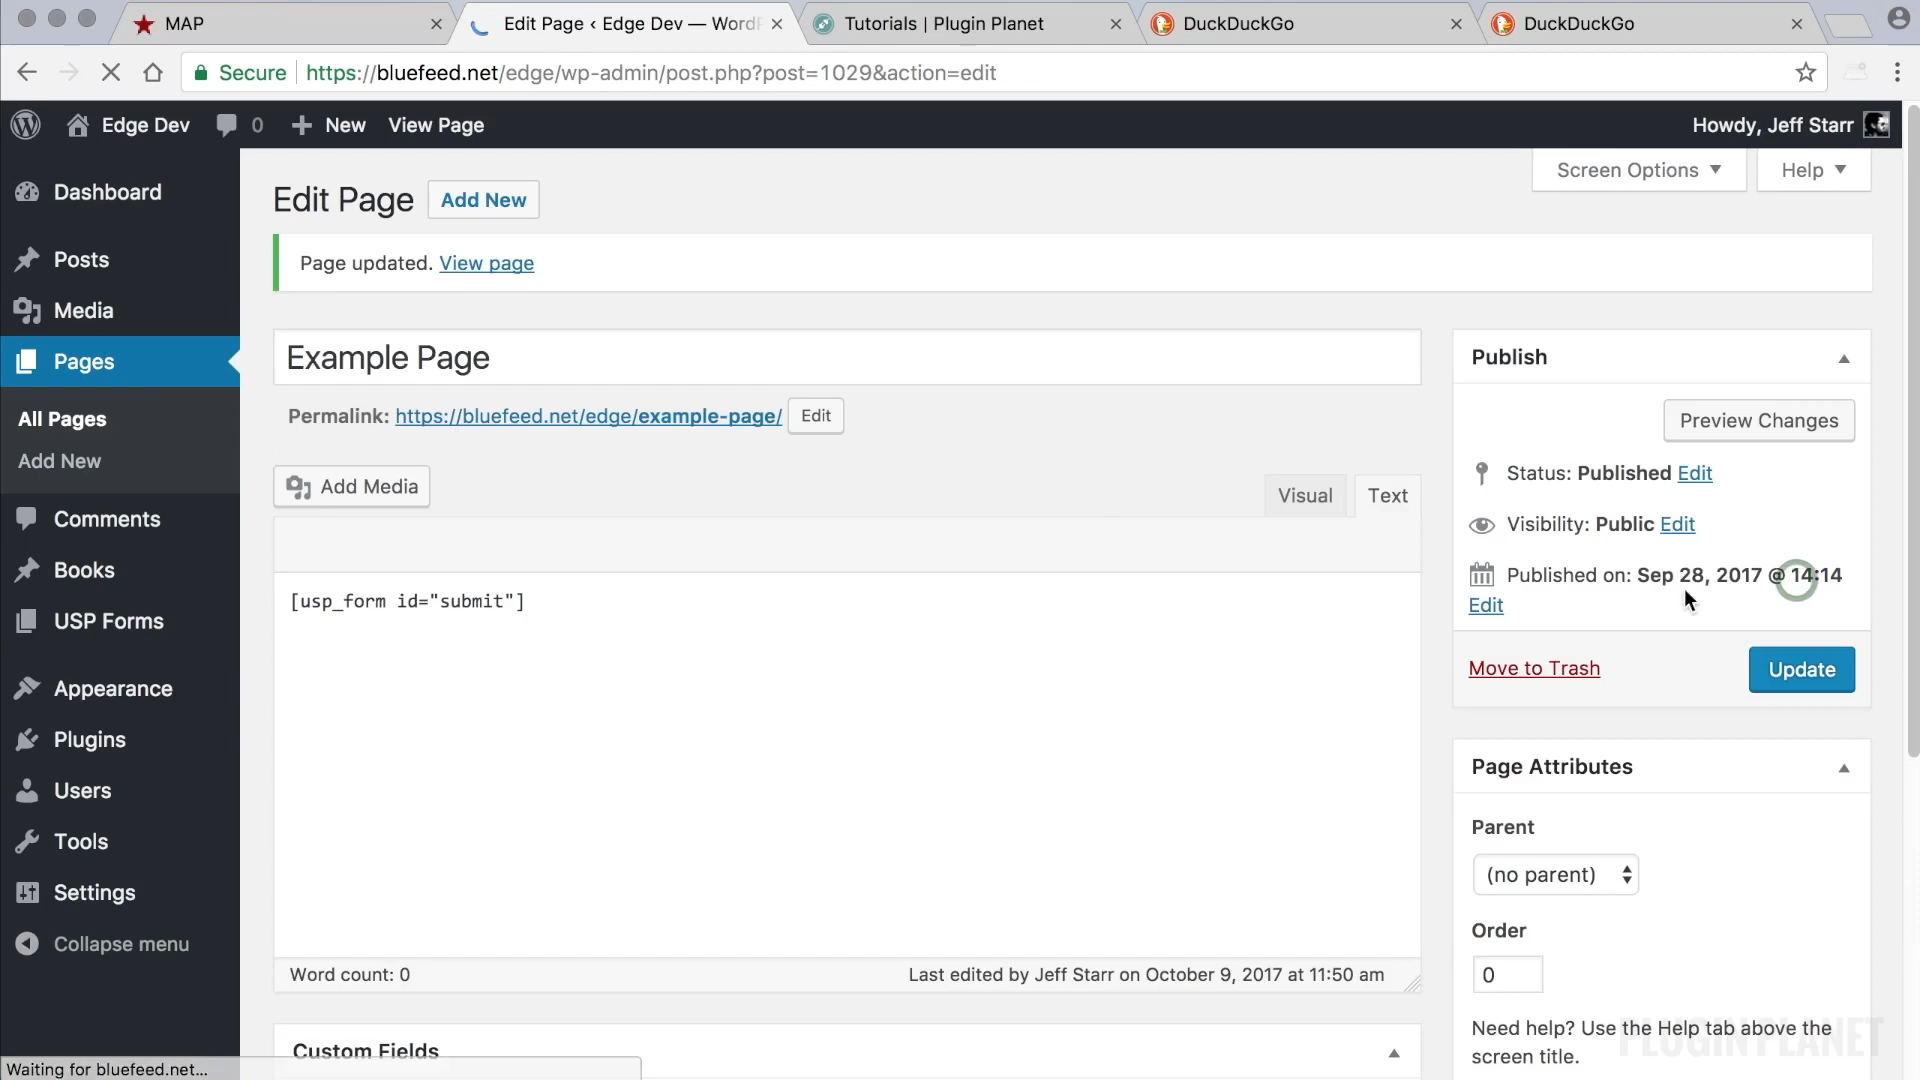 MAP
Edit Page ‹ Edge Dev — WordP
Tutorials | Plugin Planet
DuckDuckGo
DuckDuckGo
Secure
https://bluefeed.net/edge/wp-admin/post.php?post=1029&action=edit
Edge Dev
0
New
View Page
Howdy, Jeff Starr
Screen Options
Help
Dashboard
Posts
Media
Pages
All Pages
Add New
Comments
Books
USP Forms
Appearance
Plugins
Users
Tools
Settings
Collapse menu
Edit Page
Add New
Page updated. View page
Example Page
Permalink: https://bluefeed.net/edge/example-page/
Edit
Add Media
Visual
Text
[usp_form id="submit"]
Word count: 0
Last edited by Jeff Starr on October 9, 2017 at 11:50 am
Custom Fields
Publish
Preview Changes
Status: Published Edit
Visibility: Public Edit
Published on: Sep 28, 2017 @ 14:14
Edit
Move to Trash
Update
Page Attributes
Parent
(no parent)
Order
0
Need help? Use the Help tab above the
screen title.
PLUGIN PLANET
Waiting for bluefeed.net...